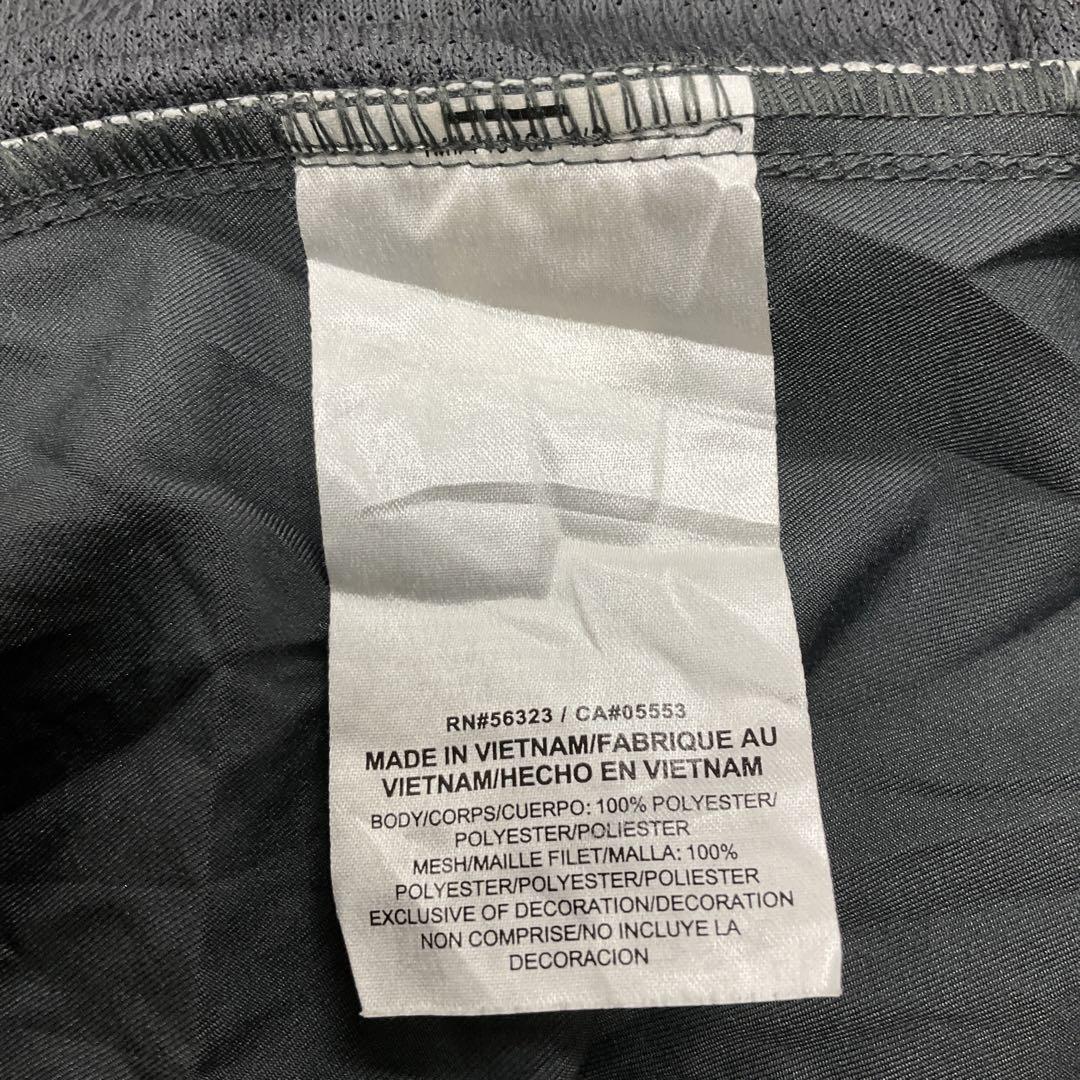 RN#56323 / CA#05553
MADE IN VIETNAM/FABRIQUE AU
VIETNAM/HECHO EN VIETNAM
BODY/CORPS/CUERPO: 100% POLYESTER/
POLYESTER/POLIESTER
MESH/MAILLE FILET/MALLA: 100%
POLYESTER/POLYESTER/POLIESTER
EXCLUSIVE OF DECORATION/DECORATION
NON COMPRISE/NO INCLUYE LA
DECORACION